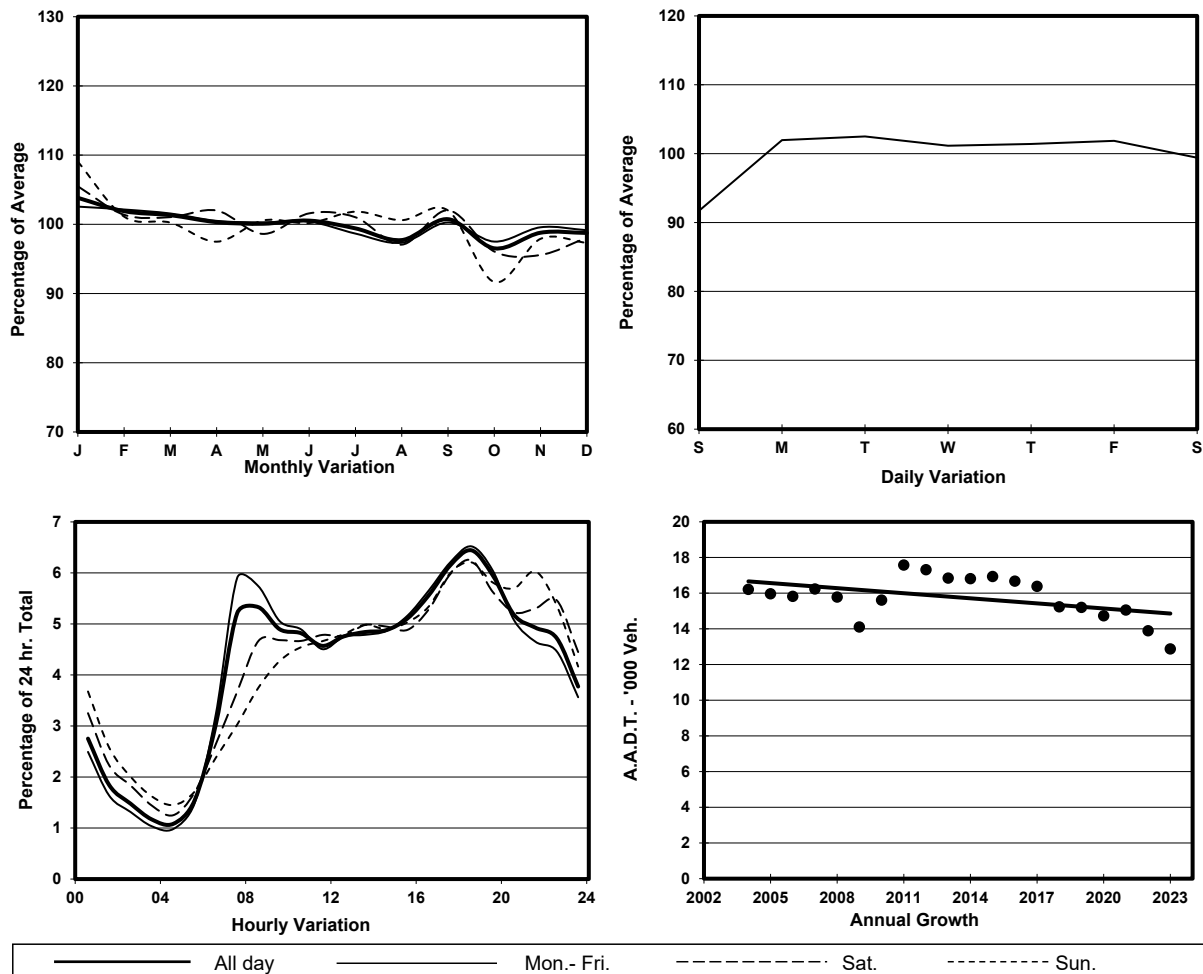 130
120
110
100
90
80
70
Percentage of Average
J F M A M J J A S O N D
Monthly Variation
120
110
100
90
80
70
60
Percentage of Average
S M T W T F S
Daily Variation
7
6
5
4
3
2
1
0
Percentage of 24 hr. Total
00 04 08 12 16 20 24
Hourly Variation
20
18
16
14
12
10
8
6
4
2
0
A.A.D.T. - '000 Veh.
2002 2005 2008 2011 2014 2017 2020 2023
Annual Growth
All day Mon.- Fri. Sat. Sun.